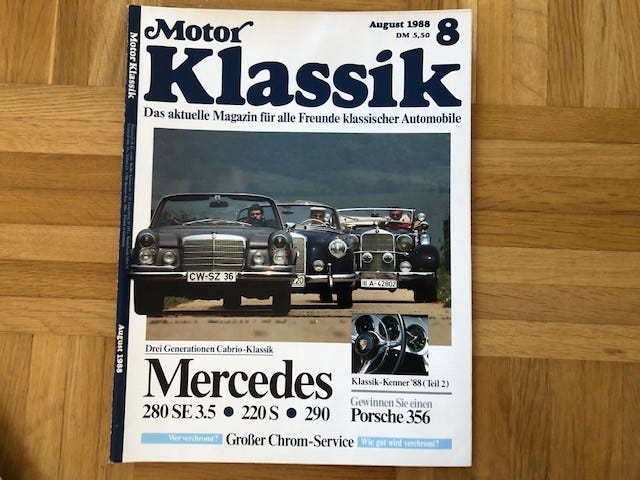 Motor
Klassik
August 1988
DM 5,50
8
Das aktuelle Magazin für alle Freunde klassischer Automobile
CW-SZ 36
20
II A-42802
Drei Generationen Cabrio-Klassik
Mercedes
280 SE 3.5 • 220 S • 290
Klassik-Kenner '88 (Teil 2)
Gewinnen Sie einen
Porsche 356
Wer verchromt?
Großer Chrom-Service
Wie gut wird verchromt?
Motor Klassik
August 1988